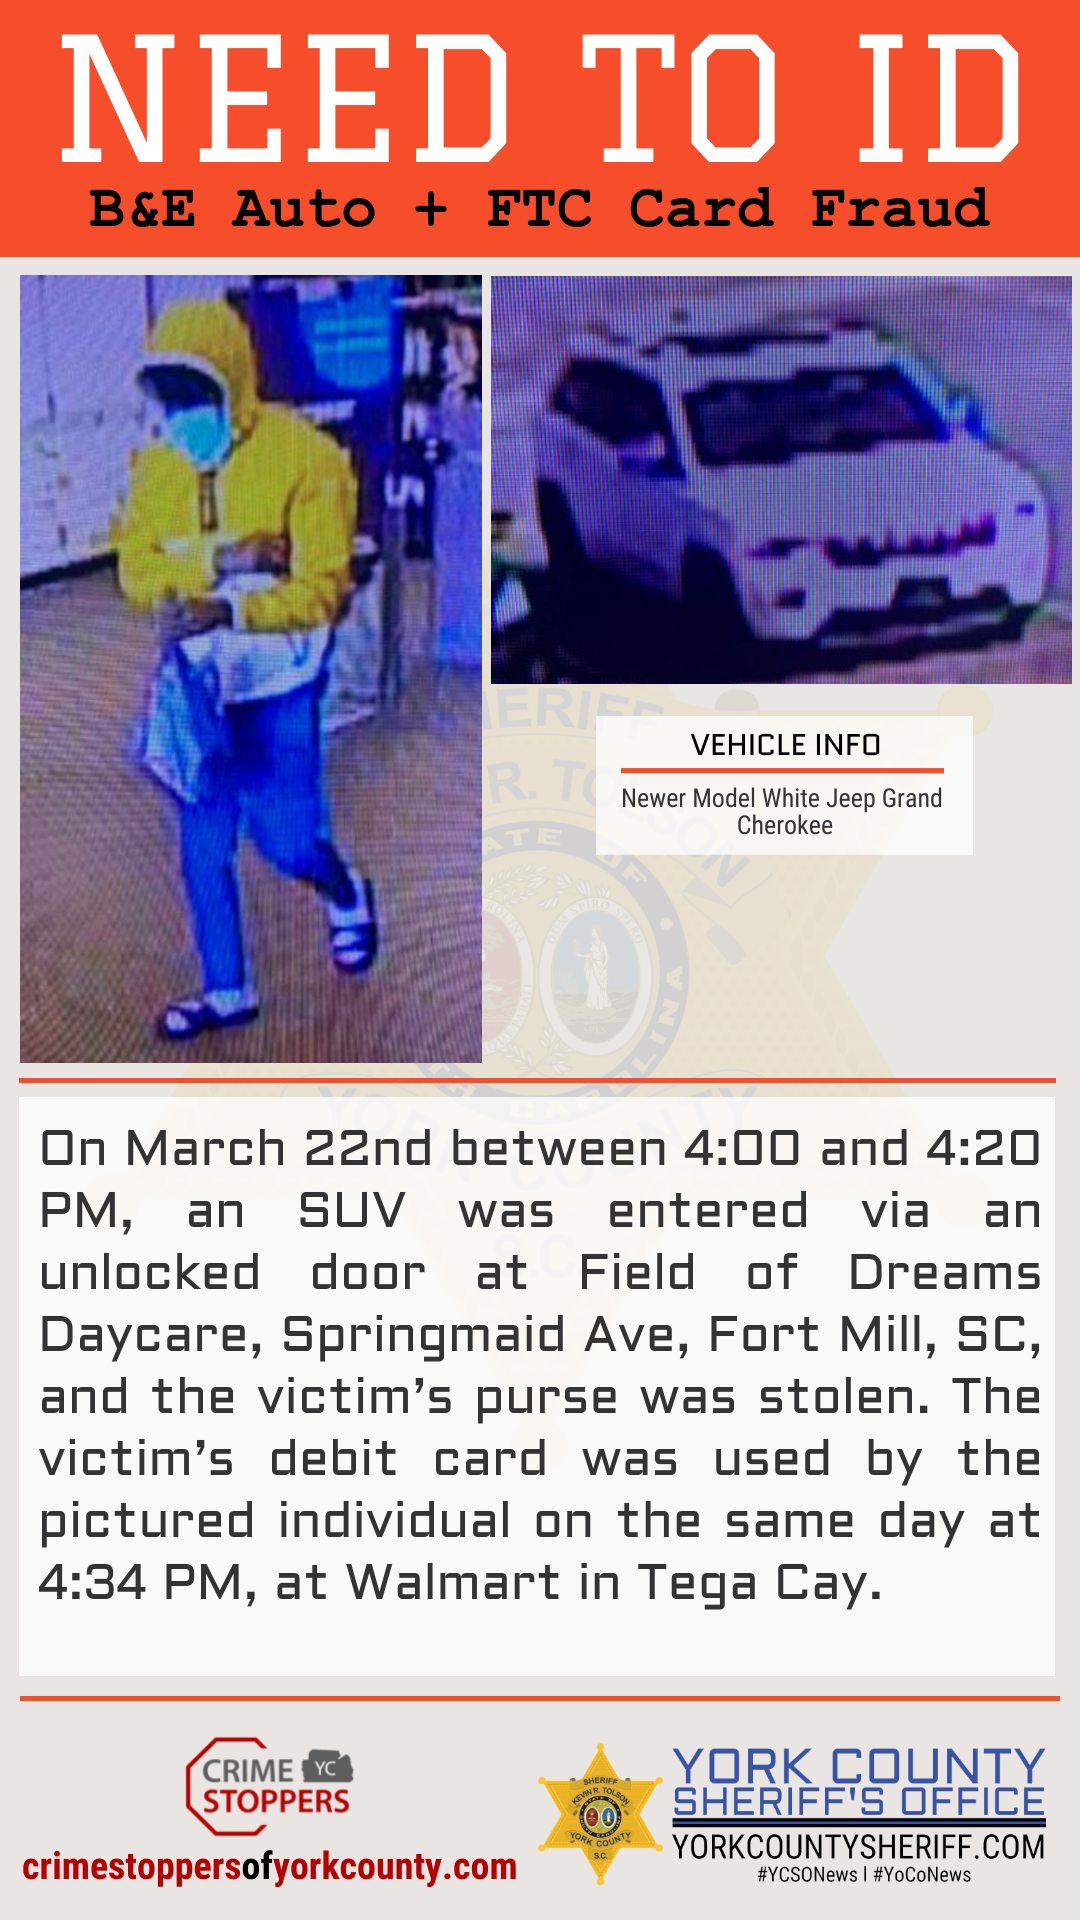 NEED TO ID
B&E Auto + FTC Card Fraud
VEHICLE INFO
Newer Model White Jeep Grand
Cherokee
On March 22nd between 4:00 and 4:20
PM, an SUV was entered via an
unlocked door at Field of Dreams
Daycare, Springmaid Ave, Fort Mill, SC,
and the victim's purse was stolen. The
victim's debit card was used by the
pictured individual on the same day at
4:34 PM, at Walmart in Tega Cay.
CRIME YC
STOPPERS
crimestoppersofyorkcounty.com
SHERIFF
KEVIN R. TOLSON
YORK COUNTY
S.C.
YORK COUNTY
SHERIFF'S OFFICE
YORKCOUNTYSHERIFF.COM
#YCSONews I #YoCoNews